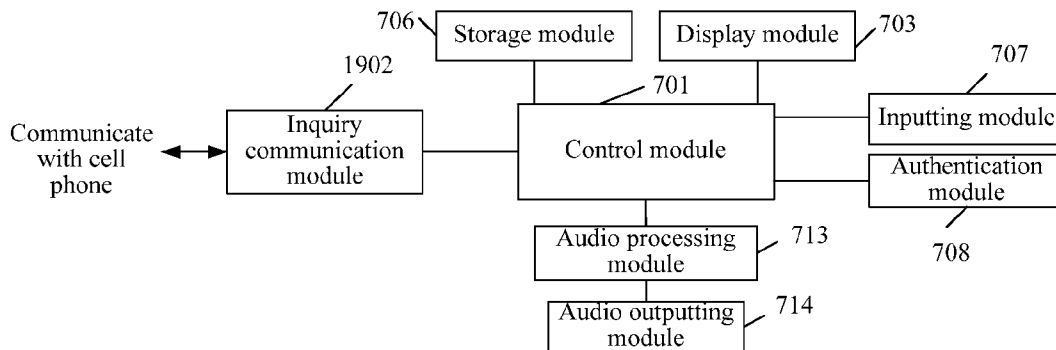 706
Storage module
Display module
703
1902
701
707
Communicate
with cell
phone
Inquiry
communication
module
Control module
Inputting module
Authentication
module
708
Audio processing
module
713
Audio outputting
module
714